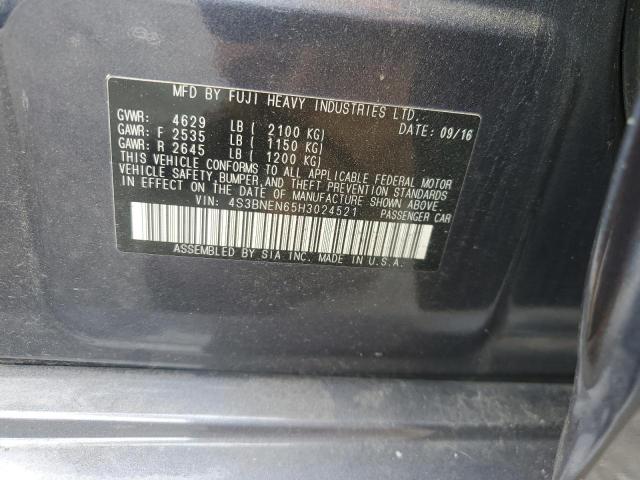 MFD BY FUJI HEAVY INDUSTRIES LTD.
GVWR: 4629 LB ( 2100 KG) DATE: 09/16
GAWR: F 2535 LB ( 1150 KG)
GAWR: R 2645 LB ( 1200 KG)
THIS VEHICLE CONFORMS TO ALL APPLICABLE FEDERAL MOTOR
VEHICLE SAFETY, BUMPER, AND THEFT PREVENTION STANDARDS
IN EFFECT ON THE DATE OF MANUFACTURE SHOWN ABOVE.
VIN: 4S3BNEN65H3024521 PASSENGER CAR
ASSEMBLED BY SIA INC. MADE IN U.S.A.